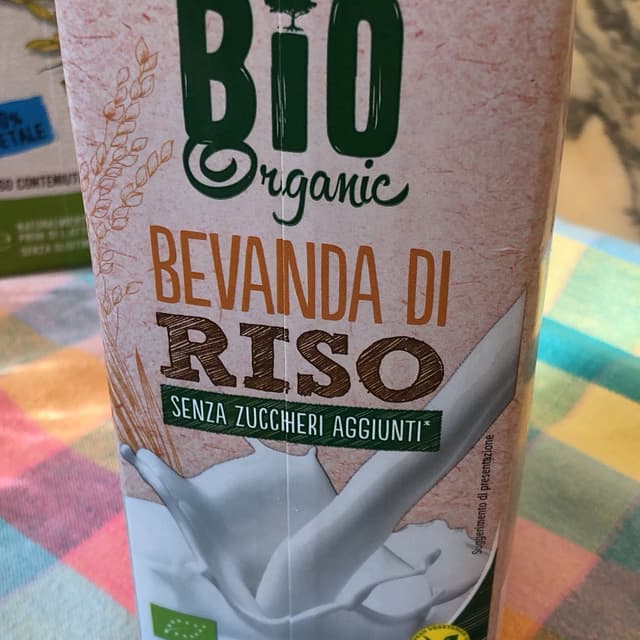 BIO
Organic
BEVANDA DI
RISO
SENZA ZUCCHERI AGGIUNTI*
Suggerimento di presentazione